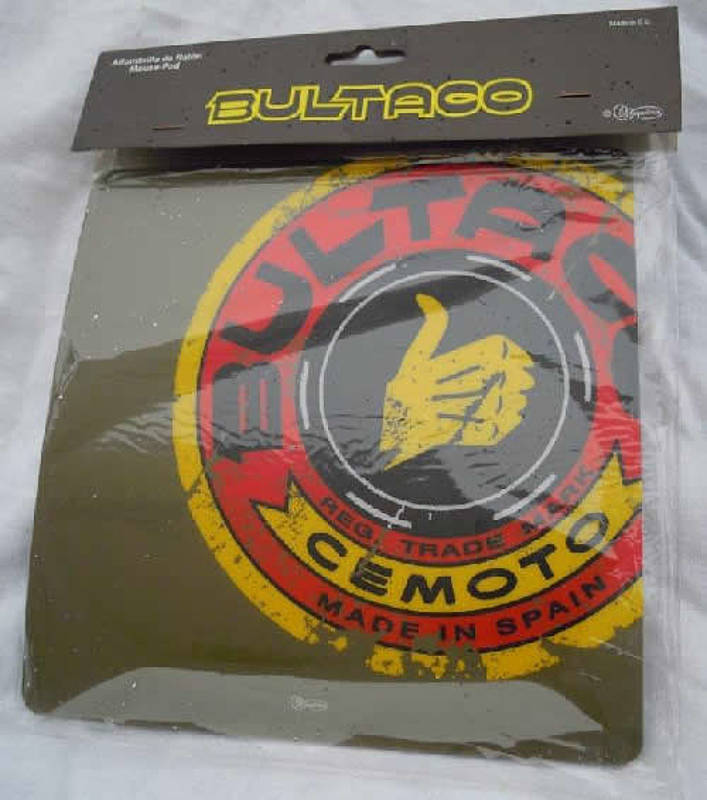 Alfombrilla de Ratón
Mouse-Pad
BULTACO
BULTACO
REG. TRADE MARK
CEMOTO
MADE IN SPAIN